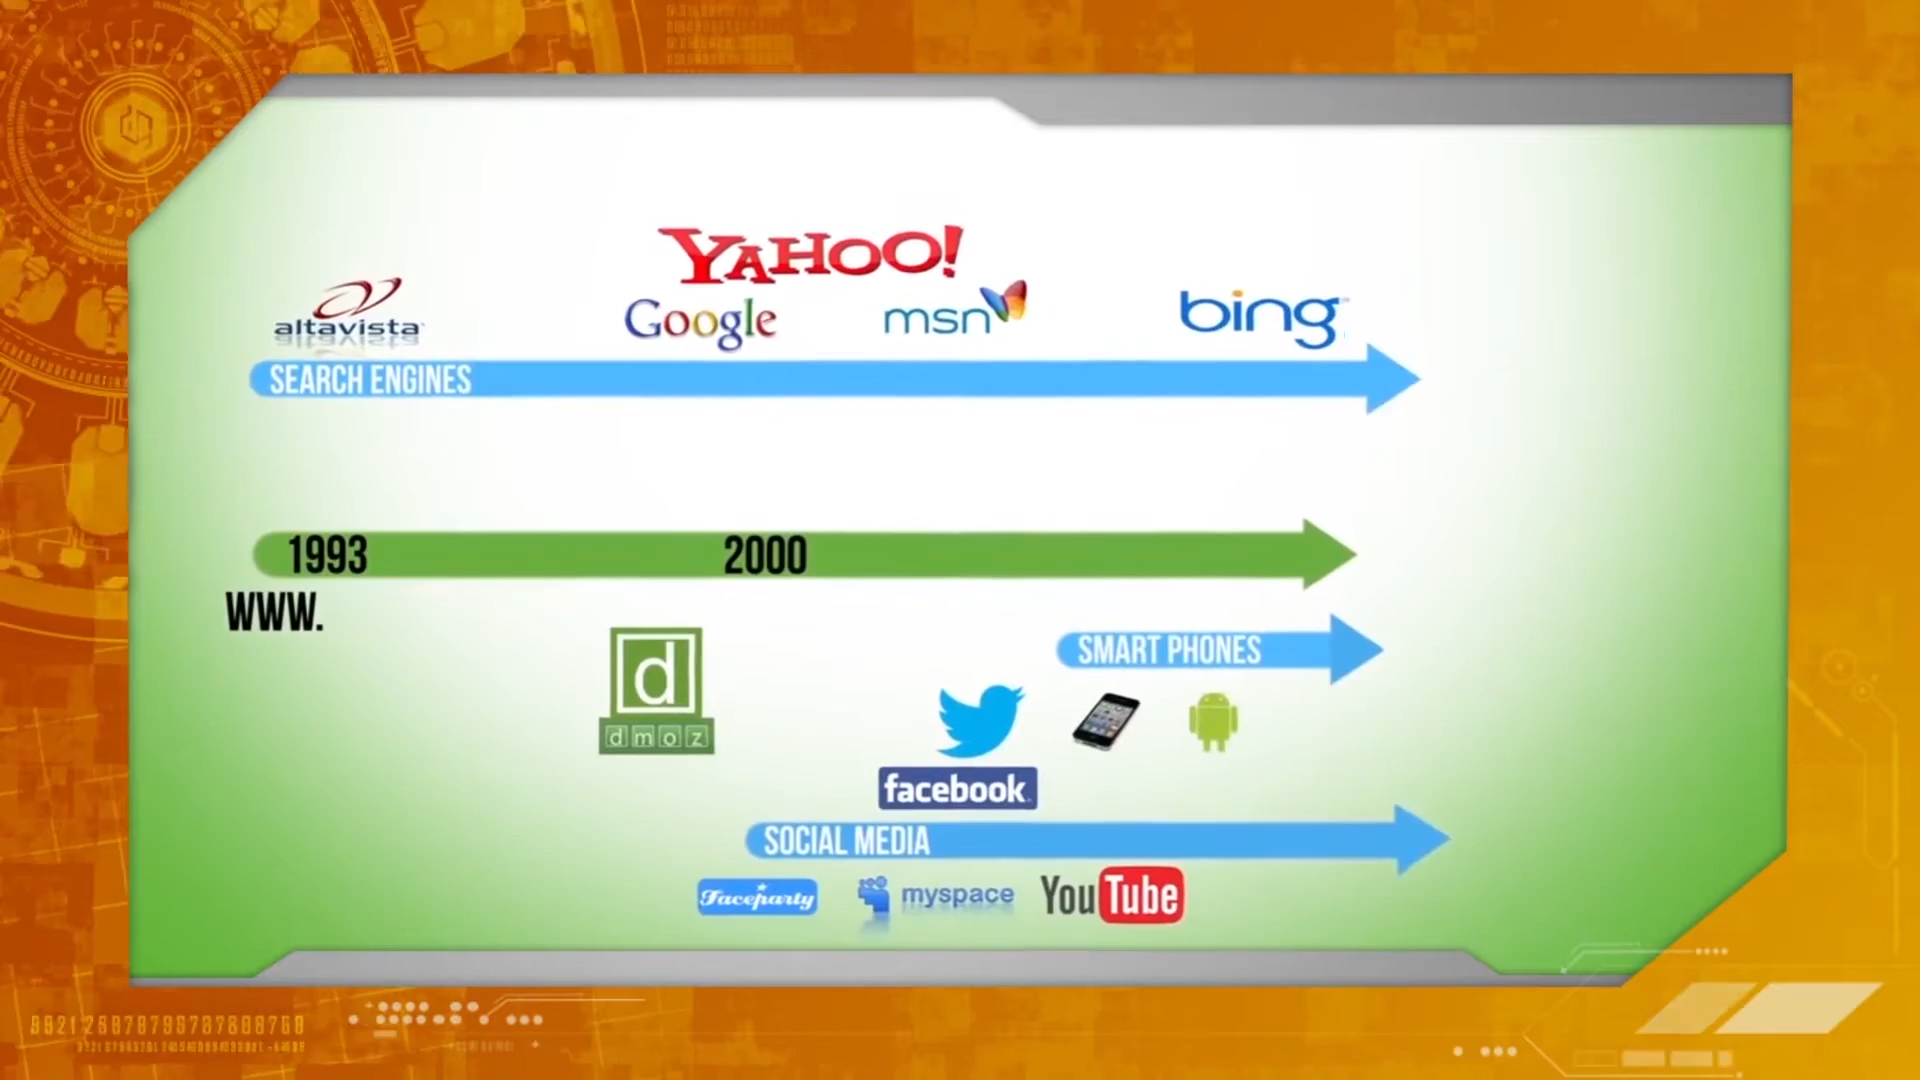 YAHOO!
altavista
Google
msn
bing
SEARCH ENGINES
1993
2000
WWW.
d
dmoz
SMART PHONES
facebook
SOCIAL MEDIA
Faceparty
myspace
YouTube